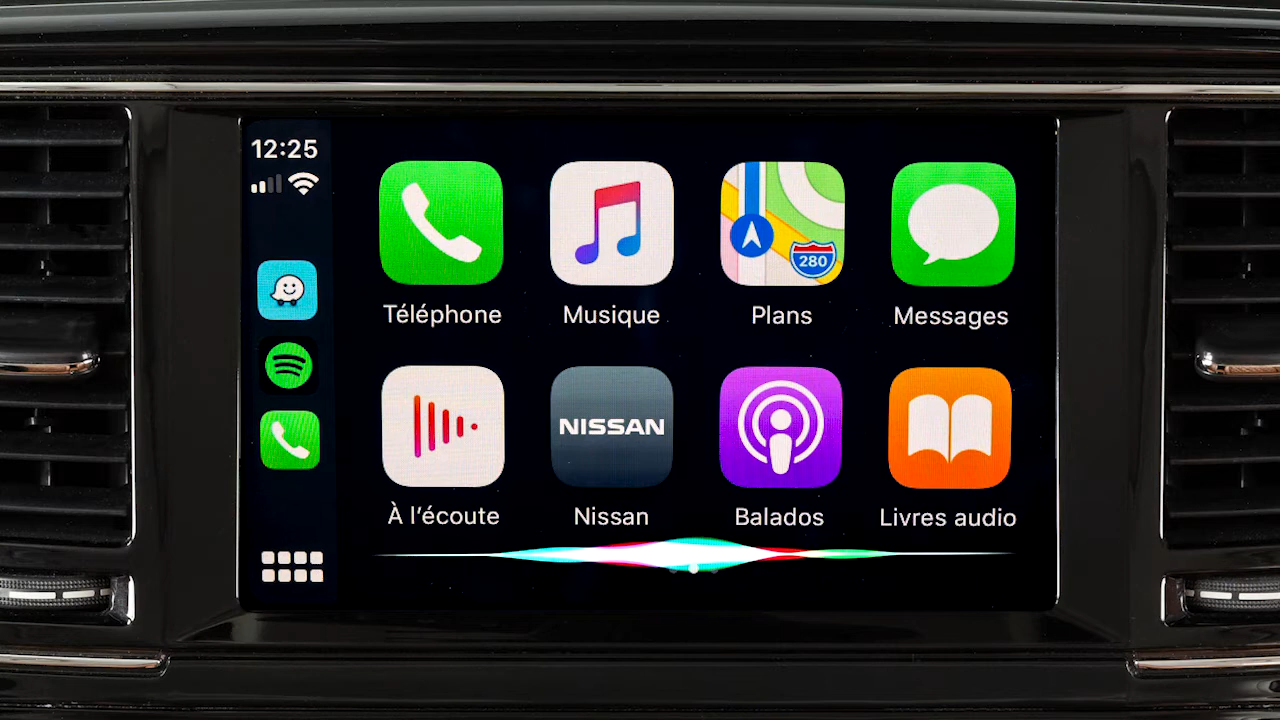 12:25
280
Téléphone
Musique
Plans
Messages
NISSAN
À l’écoute
Nissan
Balados
Livres audio